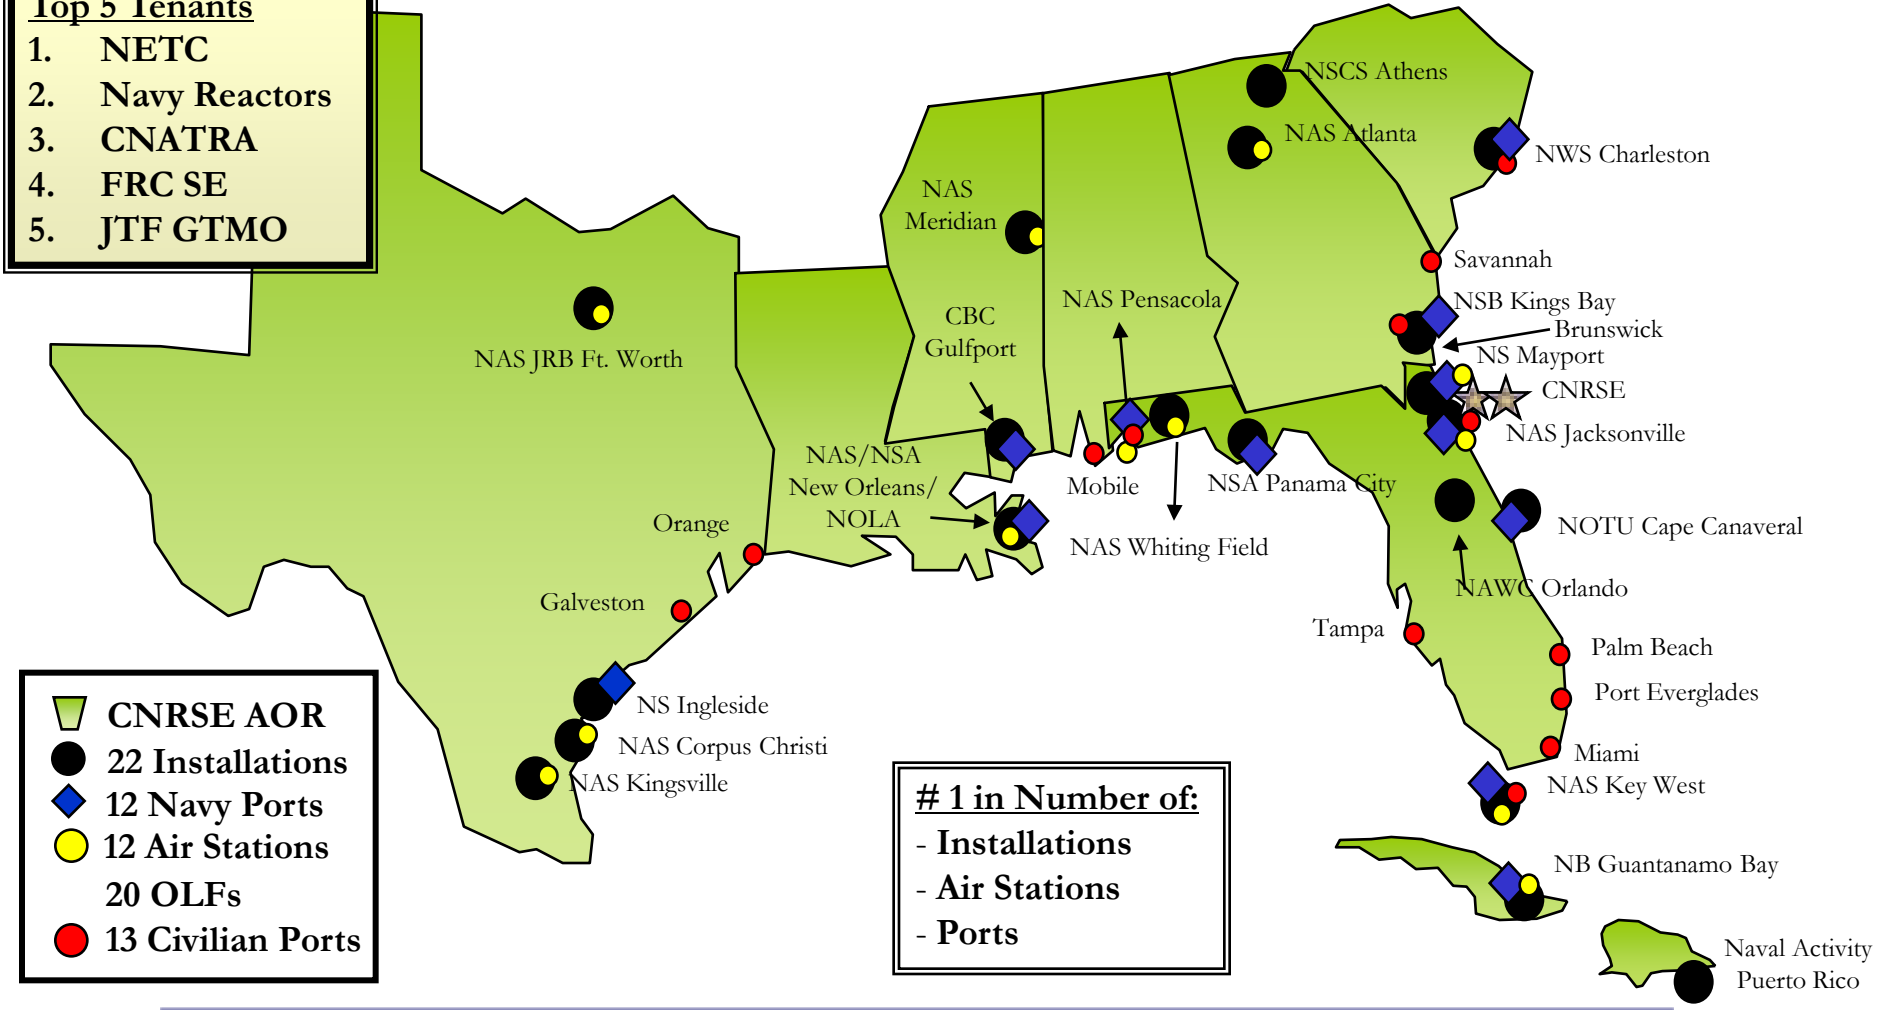 Top 5 Tenants
1. NETC
2. Navy Reactors
3. CNATRA
4. FRC SE
5. JTF GTMO
NSCS Athens
NAS Atlanta
NWS Charleston
NAS
Meridian
Savannah
NSB Kings Bay
NAS Pensacola
CBC
Gulfport
Brunswick
NS Mayport
NAS JRB Ft. Worth
CNRSE
NAS Jacksonville
NAS/NSA
New Orleans/
NOLA
Mobile
NSA Panama City
Orange
NAS Whiting Field
NOTU Cape Canaveral
NAWC Orlando
Galveston
Tampa
Palm Beach
Port Everglades
NS Ingleside
NAS Corpus Christi
NAS Kingsville
Miami
NAS Key West
NB Guantanamo Bay
Naval Activity
Puerto Rico
CNRSE AOR
22 Installations
12 Navy Ports
12 Air Stations
20 OLFs
13 Civilian Ports
# 1 in Number of:
- Installations
- Air Stations
- Ports